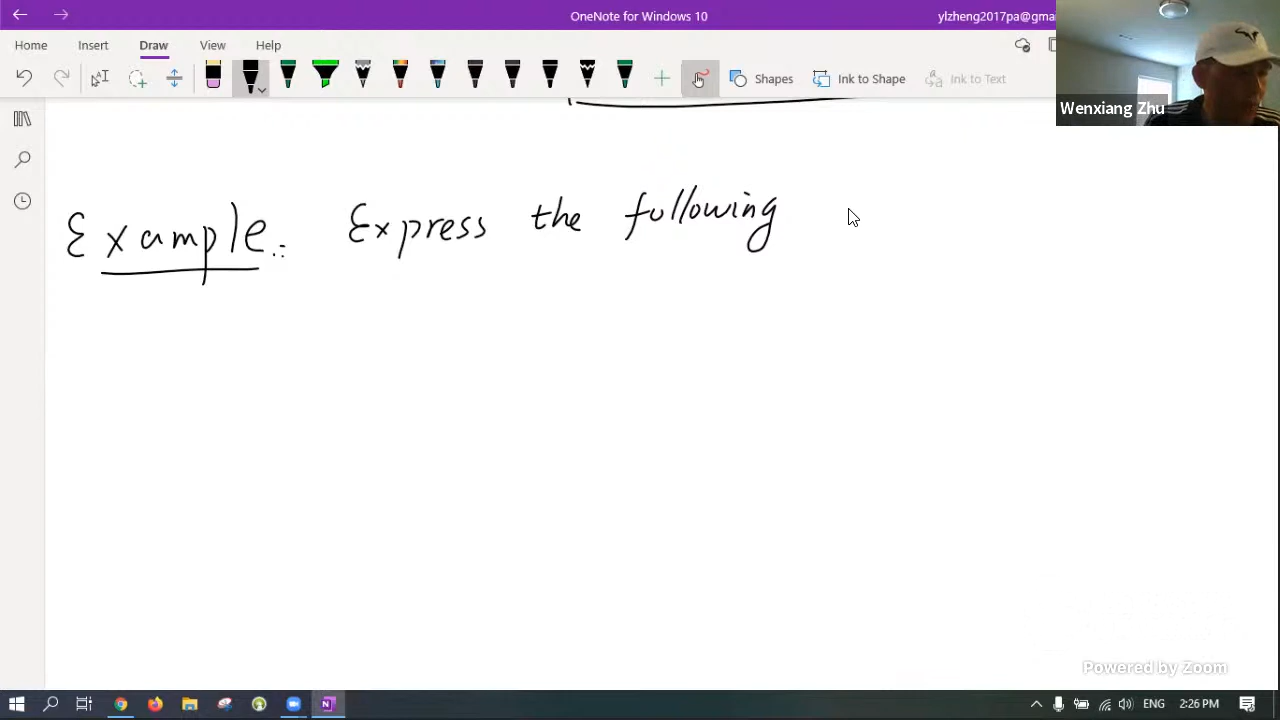 OneNote for Windows 10
ylzheng2017pa@gma
Home Insert Draw View Help
Shapes Ink to Shape Ink to Text
Wenxiang Zhu
Example: Express the following
Powered by Zoom
ENG 2:26 PM